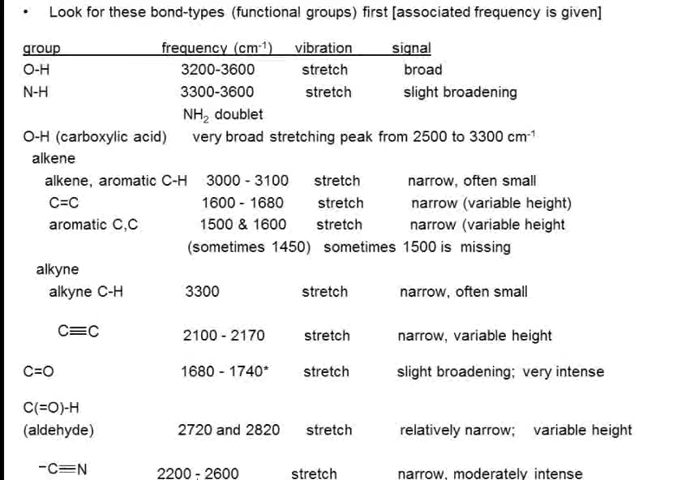 • Look for these bond-types (functional groups) first [associated frequency is given]
group frequency (cm⁻¹) vibration signal
O-H 3200-3600 stretch broad
N-H 3300-3600 stretch slight broadening
NH₂ doublet
O-H (carboxylic acid) very broad stretching peak from 2500 to 3300 cm⁻¹
alkene
alkene, aromatic C-H 3000 - 3100 stretch narrow, often small
C=C 1600 - 1680 stretch narrow (variable height)
aromatic C,C 1500 & 1600 stretch narrow (variable height
(sometimes 1450) sometimes 1500 is missing
alkyne
alkyne C-H 3300 stretch narrow, often small
C≡C 2100 - 2170 stretch narrow, variable height
C=O 1680 - 1740* stretch slight broadening; very intense
C(=O)-H
(aldehyde) 2720 and 2820 stretch relatively narrow; variable height
–C≡N 2200 - 2600 stretch narrow, moderately intense